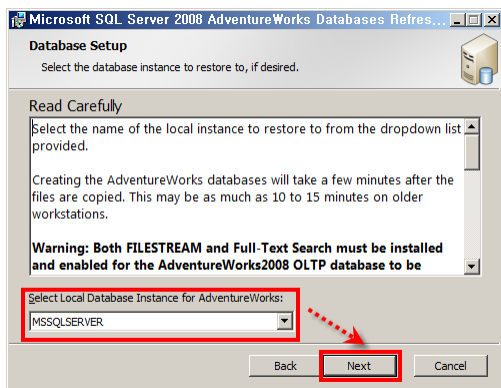 Microsoft SQL Server 2008 AdventureWorks Databases Refres...
Database Setup
Select the database instance to restore to, if desired.
Read Carefully
Select the name of the local instance to restore to from the dropdown list
provided.
Creating the AdventureWorks databases will take a few minutes after the
files are copied. This may be as much as 10 to 15 minutes on older
workstations.
Warning: Both FILESTREAM and Full-Text Search must be installed
and enabled for the AdventureWorks2008 OLTP database to be
Select Local Database Instance for AdventureWorks:
MSSQLSERVER
Back Next Cancel